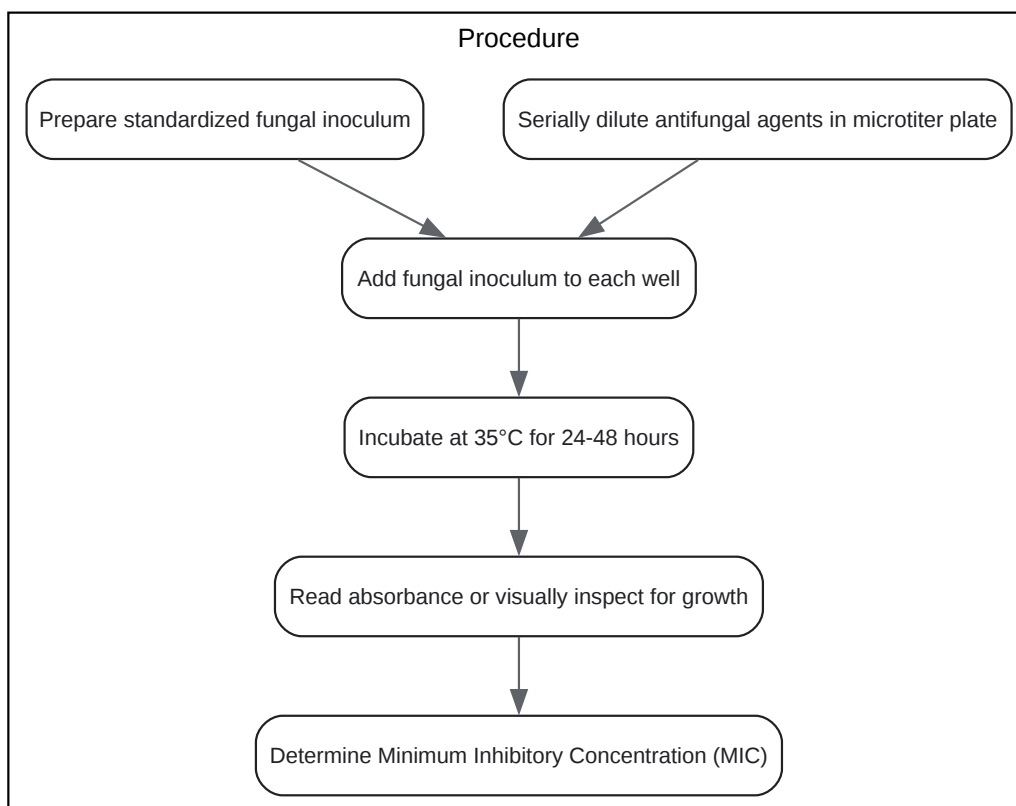 Procedure
Prepare standardized fungal inoculum
Serially dilute antifungal agents in microtiter plate
Add fungal inoculum to each well
Incubate at 35°C for 24-48 hours
Read absorbance or visually inspect for growth
Determine Minimum Inhibitory Concentration (MIC)